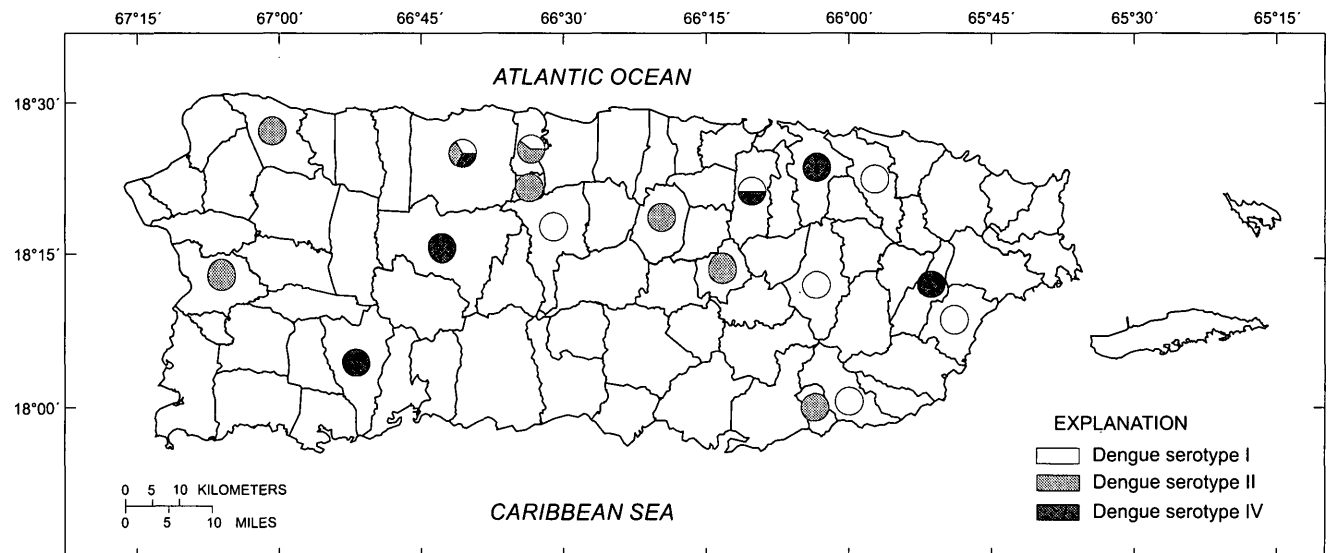 67°15′ 67°00′ 66°45′ 66°30′ 66°15′ 66°00′ 65°45′ 65°30′ 65°15′
ATLANTIC OCEAN
18°30′
18°15′
18°00′
EXPLANATION
Dengue serotype I
Dengue serotype II
Dengue serotype IV
0 5 10 KILOMETERS
0 5 10 MILES
CARIBBEAN SEA